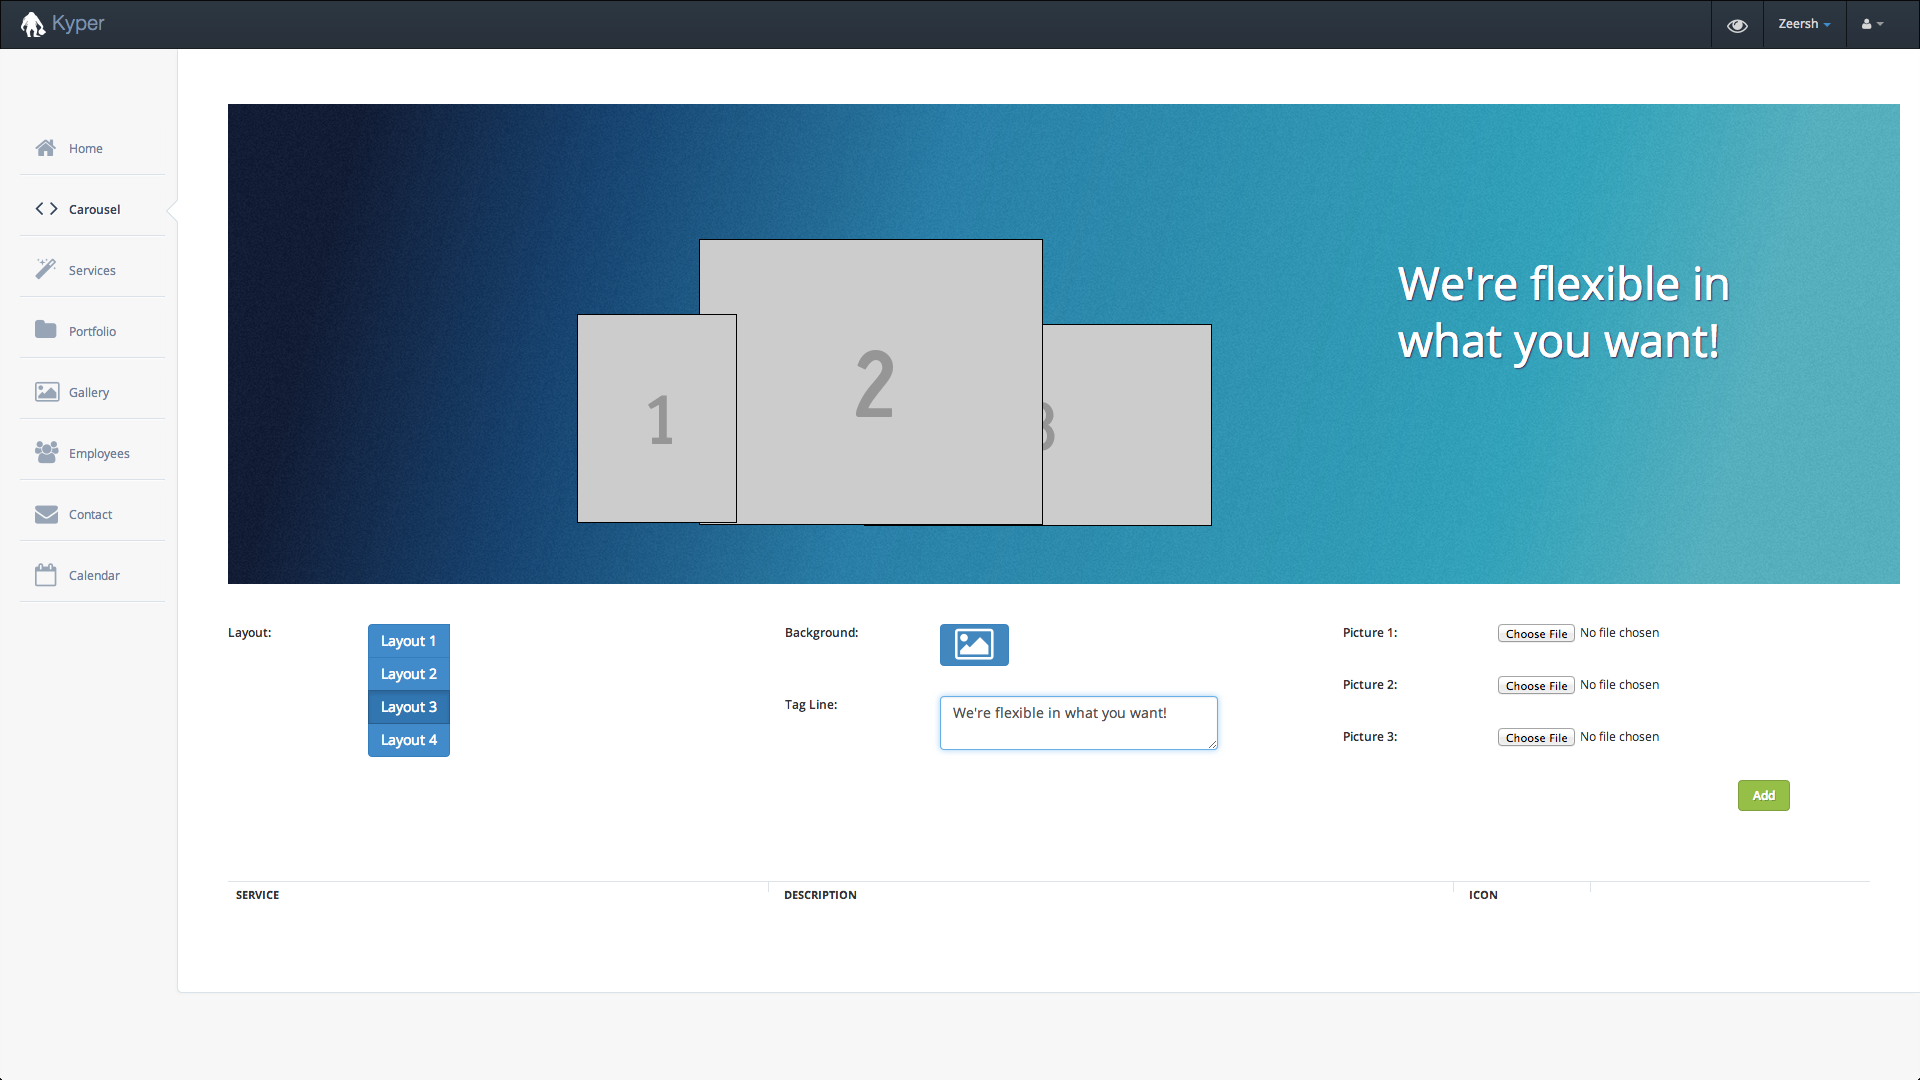 Kyper
Zeersh
Home
Carousel
Services
Portfolio
Gallery
Employees
Contact
Calendar
1
2
3
We're flexible in
what you want!
Layout:
Layout 1
Layout 2
Layout 3
Layout 4
Background:
Tag Line:
We're flexible in what you want!
Picture 1:
Choose File No file chosen
Picture 2:
Choose File No file chosen
Picture 3:
Choose File No file chosen
Add
SERVICE
DESCRIPTION
ICON